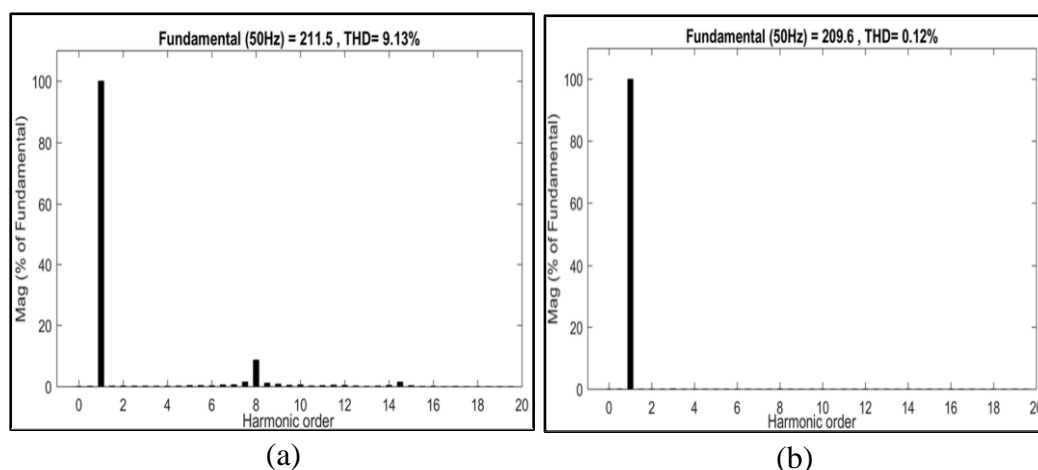 Fundamental (50Hz) = 211.5 , THD= 9.13%
Mag (% of Fundamental)
100
80
60
40
20
0
0 2 4 6 8 10 12 14 16 18 20
Harmonic order
(a)
Fundamental (50Hz) = 209.6 , THD= 0.12%
Mag (% of Fundamental)
100
80
60
40
20
0
0 2 4 6 8 10 12 14 16 18 20
Harmonic order
(b)